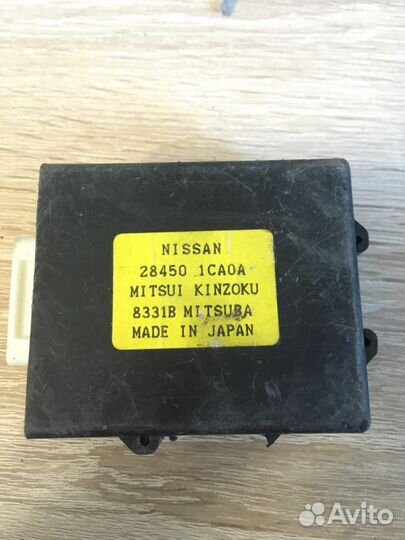 NISSAN
28450 1CA0A
MITSUI KINZOKU
8331B MITSUBA
MADE IN JAPAN
Avito